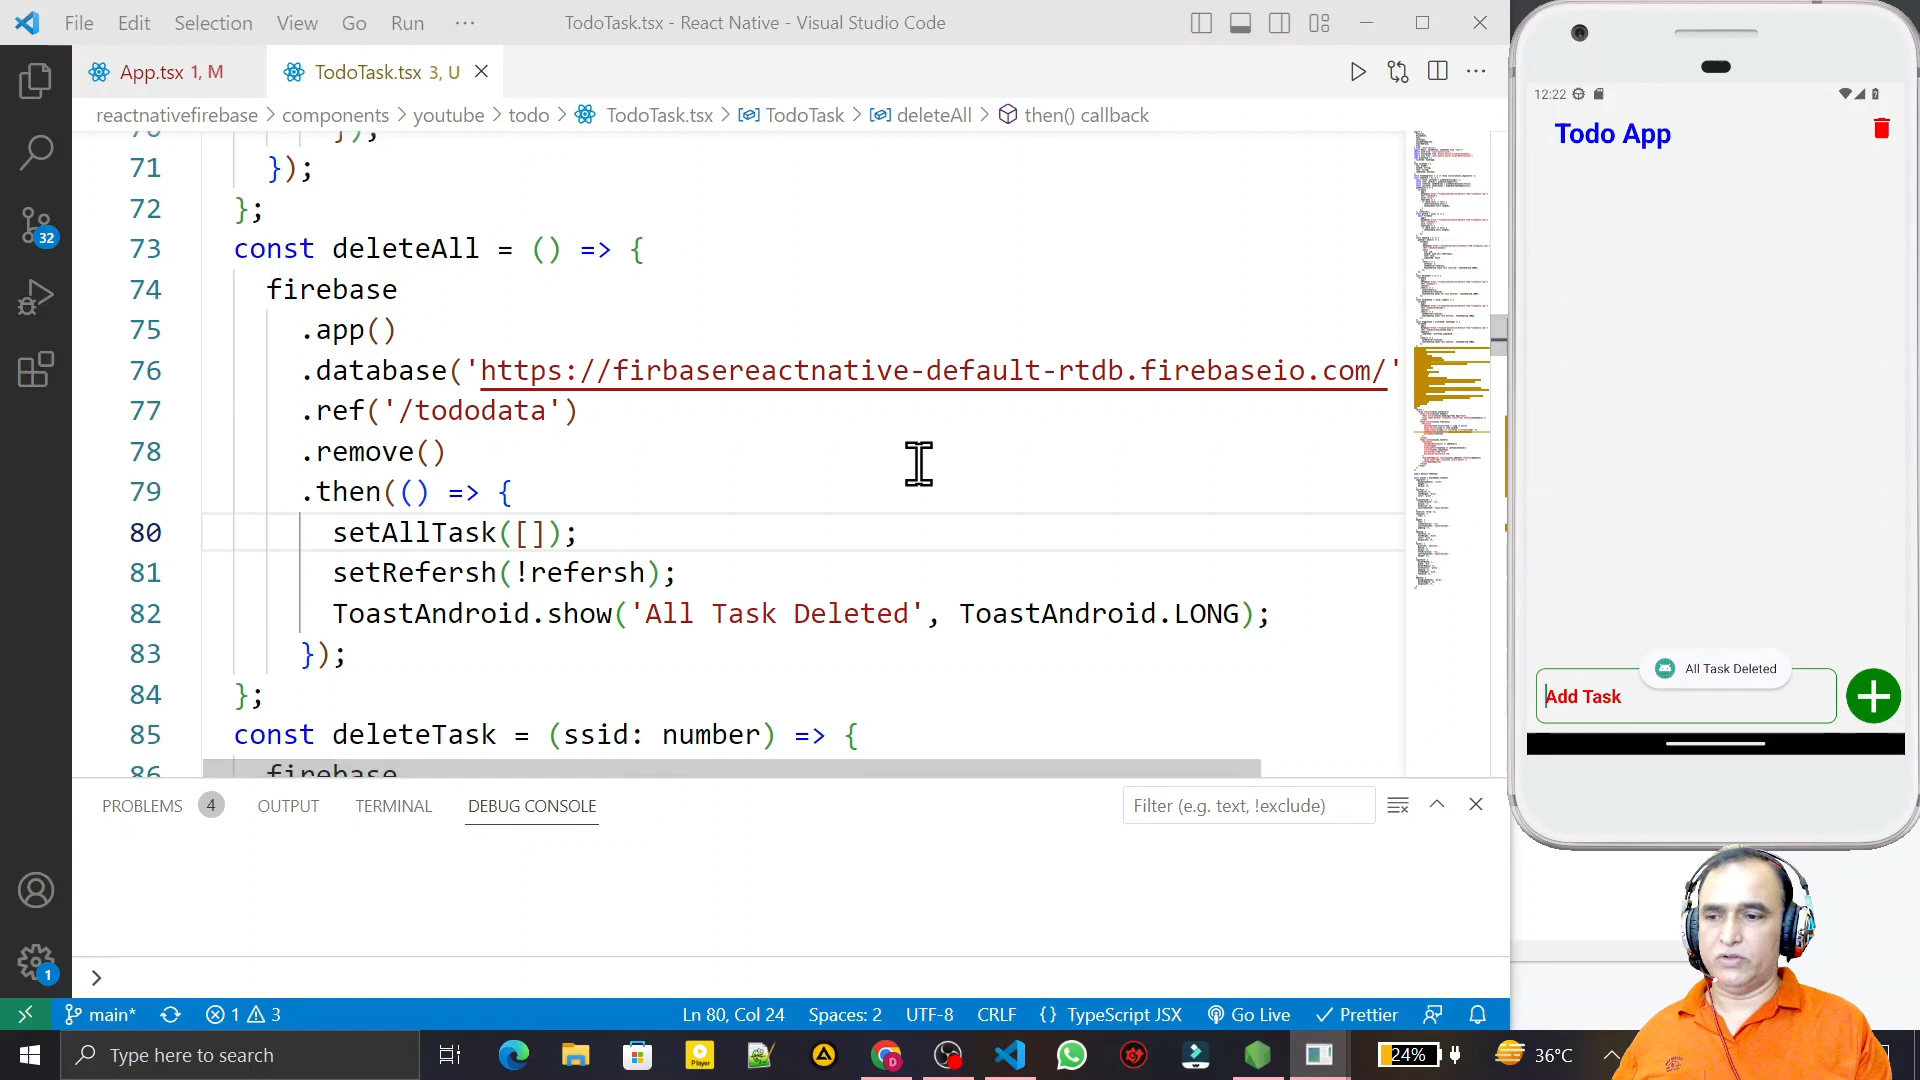 File Edit Selection View Go Run ··· TodoTask.tsx - React Native - Visual Studio Code
App.tsx 1, M TodoTask.tsx 3, U
reactnativefirebase > components > youtube > todo > TodoTask.tsx > TodoTask > deleteAll > then() callback
71 });
72 };
73 const deleteAll = () => {
74 firebase
75 .app()
76 .database('https://firbasereactnative-default-rtdb.firebaseio.com/'
77 .ref('/tododata')
78 .remove()
79 .then(() => {
80 setAllTask([]);
81 setRefersh(!refersh);
82 ToastAndroid.show('All Task Deleted', ToastAndroid.LONG);
83 });
84 };
85 const deleteTask = (ssid: number) => {
86 firebase
PROBLEMS 4 OUTPUT TERMINAL DEBUG CONSOLE Filter (e.g. text, !exclude)
>
32
1
main* 1 3 Ln 80, Col 24 Spaces: 2 UTF-8 CRLF {} TypeScript JSX Go Live Prettier
Type here to search
Player
24% 36°C
12:22
Todo App
All Task Deleted
Add Task